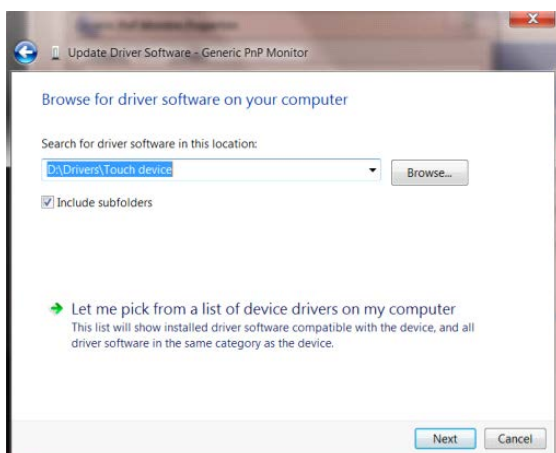 Update Driver Software - Generic PnP Monitor
Browse for driver software on your computer
Search for driver software in this location:
D:\Drivers\Touch device
Browse...
Include subfolders
Let me pick from a list of device drivers on my computer
This list will show installed driver software compatible with the device, and all
driver software in the same category as the device.
Next
Cancel